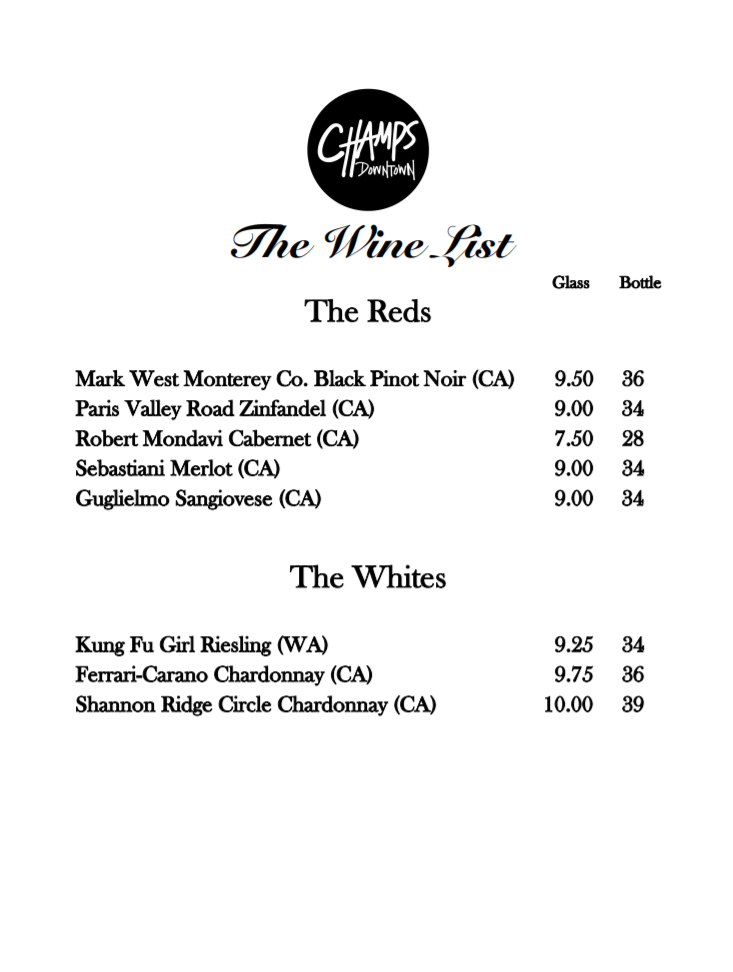 CHAMPS
DOWNTOWN
The Wine List
Glass Bottle
The Reds
Mark West Monterey Co. Black Pinot Noir (CA) 9.50 36
Paris Valley Road Zinfandel (CA) 9.00 34
Robert Mondavi Cabernet (CA) 7.50 28
Sebastiani Merlot (CA) 9.00 34
Guglielmo Sangiovese (CA) 9.00 34
The Whites
Kung Fu Girl Riesling (WA) 9.25 34
Ferrari-Carano Chardonnay (CA) 9.75 36
Shannon Ridge Circle Chardonnay (CA) 10.00 39